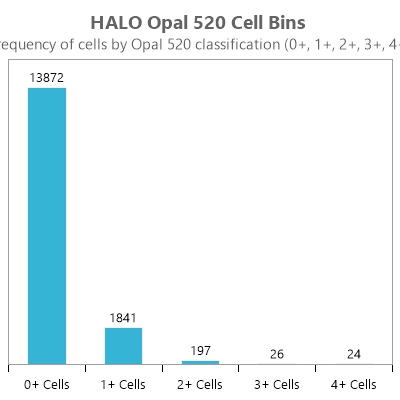 HALO Opal 520 Cell Bins
requency of cells by Opal 520 classification (0+, 1+, 2+, 3+, 4
13872
1841
197
26
24
0+ Cells 1+ Cells 2+ Cells 3+ Cells 4+ Cells